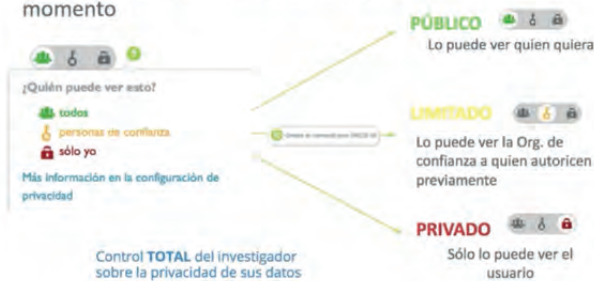 momento
¿Quién puede ver esto?
todos
personas de confianza
sólo yo
Más información en la configuración de
privacidad
PÚBLICO
Lo puede ver quien quiera
LIMITADO
Lo puede ver la Org. de
confianza a quien autoricen
previamente
PRIVADO
Sólo lo puede ver el
usuario
Control TOTAL del investigador
sobre la privacidad de sus datos